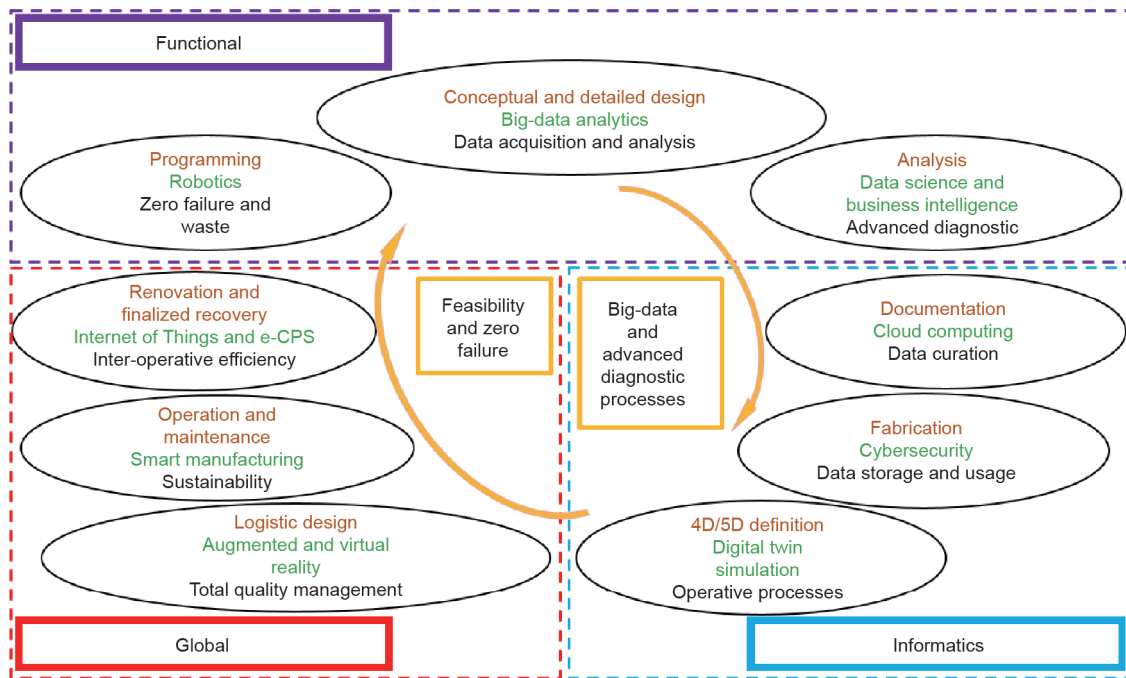 Functional
Conceptual and detailed design
Big-data analytics
Data acquisition and analysis
Programming
Robotics
Zero failure and
waste
Analysis
Data science and
business intelligence
Advanced diagnostic
Renovation and
finalized recovery
Internet of Things and e-CPS
Inter-operative efficiency
Feasibility
and zero
failure
Big-data
and
advanced
diagnostic
processes
Documentation
Cloud computing
Data curation
Operation and
maintenance
Smart manufacturing
Sustainability
Fabrication
Cybersecurity
Data storage and usage
Logistic design
Augmented and virtual
reality
Total quality management
4D/5D definition
Digital twin
simulation
Operative processes
Global
Informatics